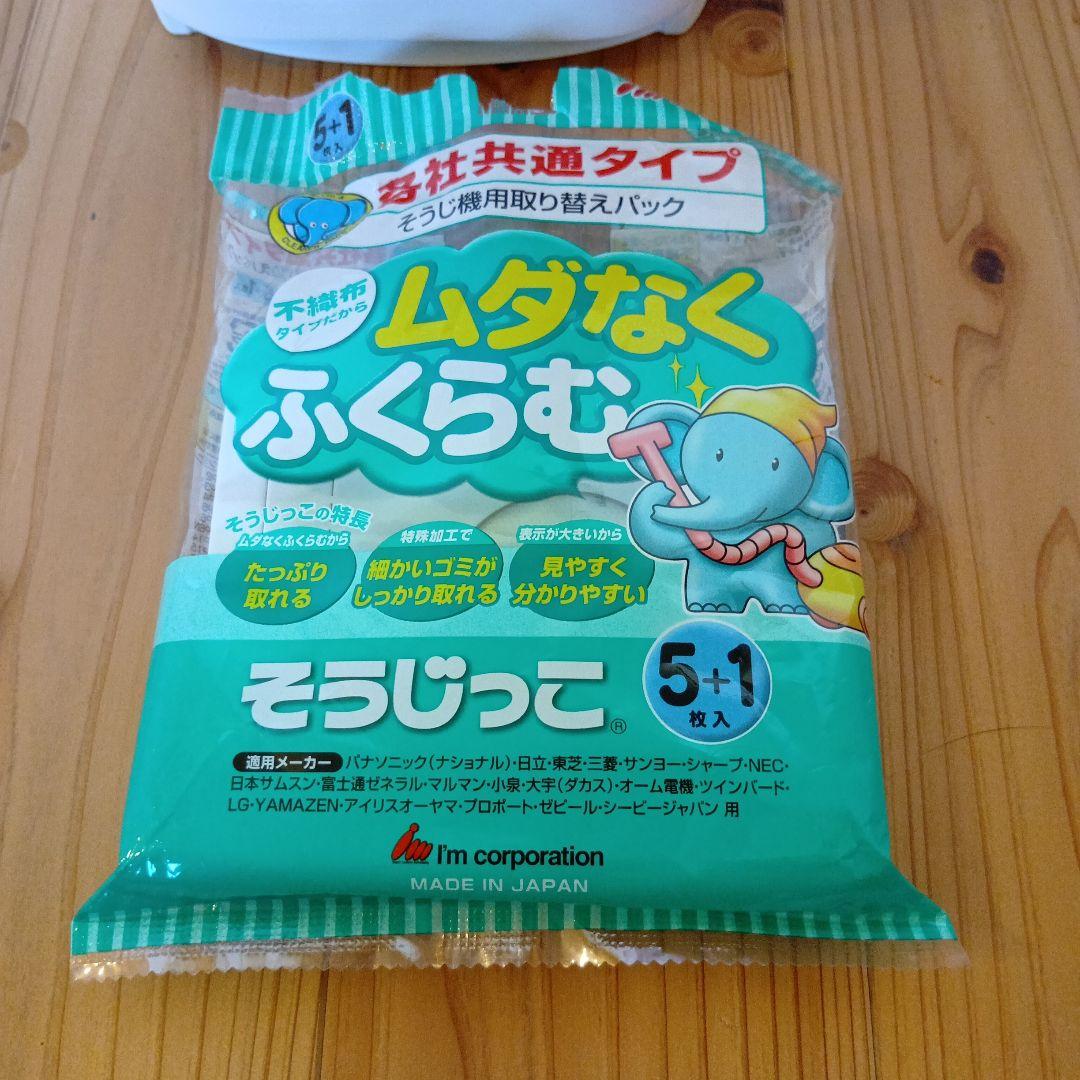 5+1
枚入
各社共通タイプ
そうじ機用取り替えパック
不織布
タイプだから
ムダなく
ふくらむ
そうじっこの特長
ムダなくふくらむから
たっぷり
取れる
特殊加工で
細かいゴミが
しっかり取れる
表示が大きいから
見やすく
分かりやすい
そうじっこ®
5+1
枚入
適用メーカー パナソニック(ナショナル)・日立・東芝・三菱・サンヨー・シャープ・NEC・
日本サムスン・富士通ゼネラル・マルマン・小泉・大宇(ダカス)・オーム電機・ツインバード・
LG・YAMAZEN・アイリスオーヤマ・プロポート・ゼピール・シービージャパン 用
im I'm corporation
MADE IN JAPAN